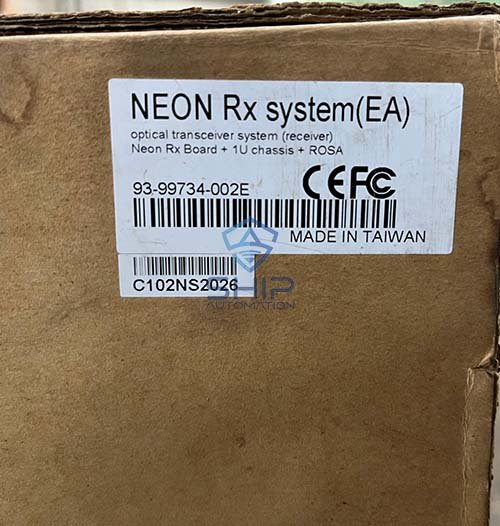 NEON Rx system(EA)
optical transceiver system (receiver)
Neon Rx Board + 1U chassis + ROSA
93-99734-002E
CE FC
MADE IN TAIWAN
C102NS2026
SHIP
AUTOMATION